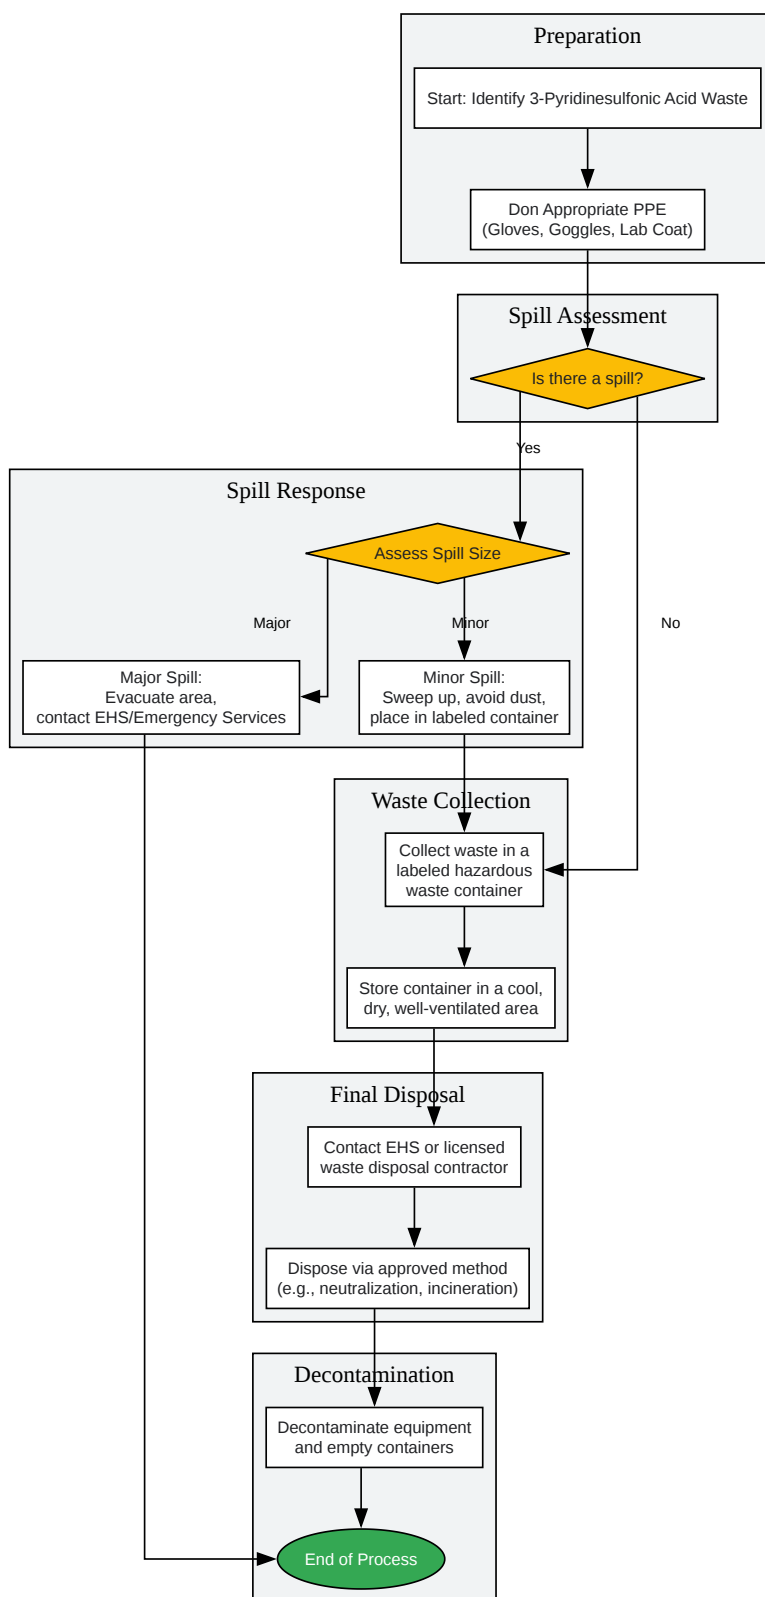 Preparation
Start: Identify 3-Pyridinesulfonic Acid Waste
Don Appropriate PPE
(Gloves, Goggles, Lab Coat)
Spill Assessment
Is there a spill?
Yes
Spill Response
Assess Spill Size
Major
Minor
No
Major Spill:
Evacuate area,
contact EHS/Emergency Services
Minor Spill:
Sweep up, avoid dust,
place in labeled container
Waste Collection
Collect waste in a
labeled hazardous
waste container
Store container in a cool,
dry, well-ventilated area
Final Disposal
Contact EHS or licensed
waste disposal contractor
Dispose via approved method
(e.g., neutralization, incineration)
Decontamination
Decontaminate equipment
and empty containers
End of Process